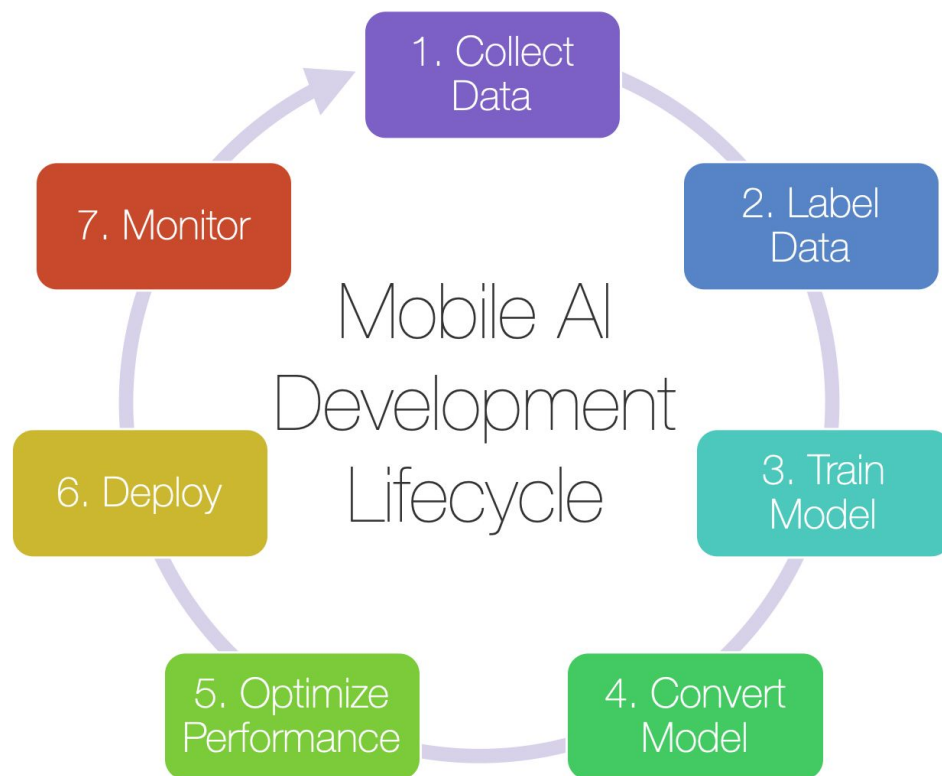 1. Collect
Data
2. Label
Data
3. Train
Model
4. Convert
Model
5. Optimize
Performance
6. Deploy
7. Monitor
Mobile AI
Development
Lifecycle